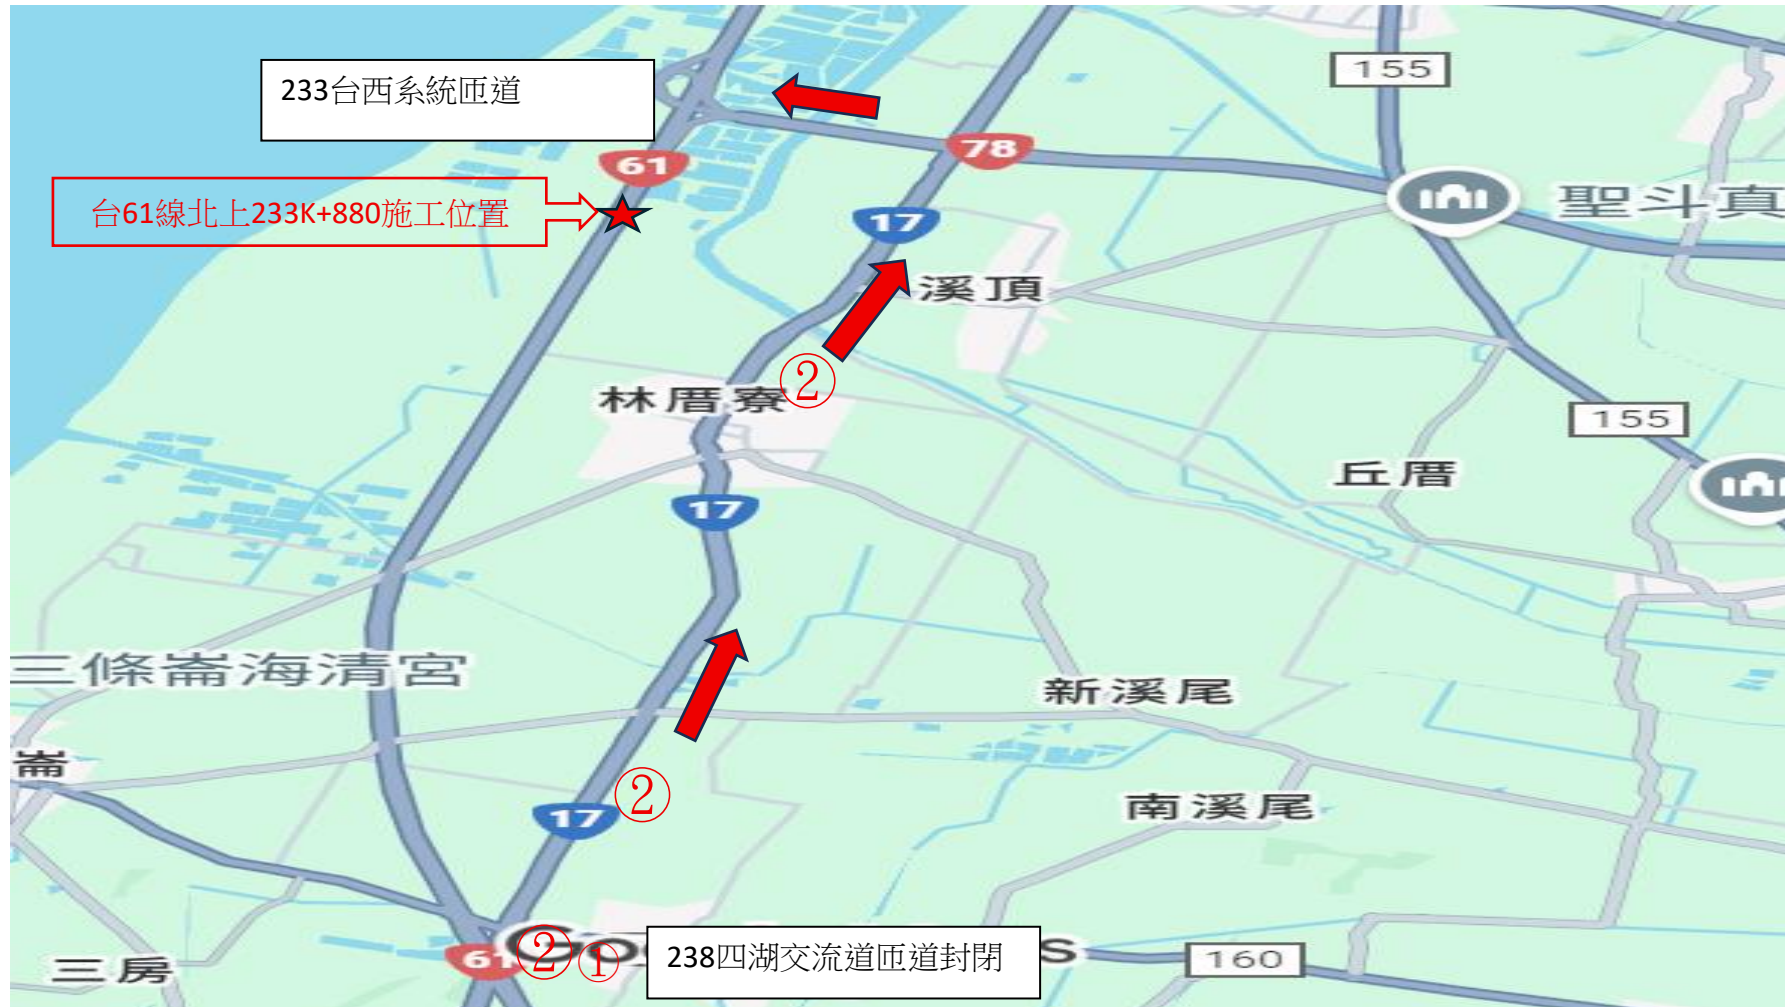 155
233台西系統匝道
78
61
聖斗真
台61線北上233K+880施工位置
17
溪頂
②
林厝寮
155
丘厝
17
三條崙海清宮
新溪尾
崙
②
17
南溪尾
61
②
①
238四湖交流道匝道封閉
s
160
三房